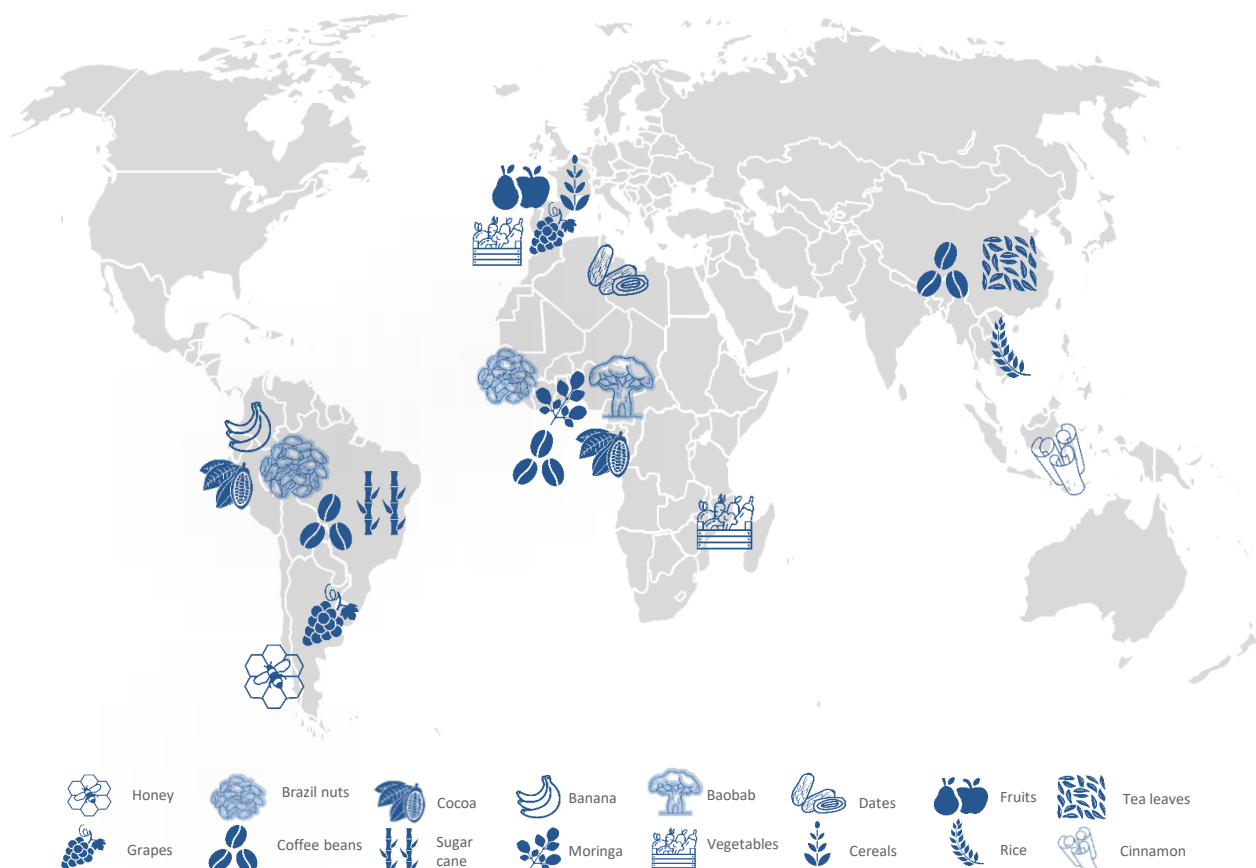 Honey
Brazil nuts
Cocoa
Banana
Baobab
Dates
Fruits
Tea leaves
Grapes
Coffee beans
Sugar
cane
Moringa
Vegetables
Cereals
Rice
Cinnamon